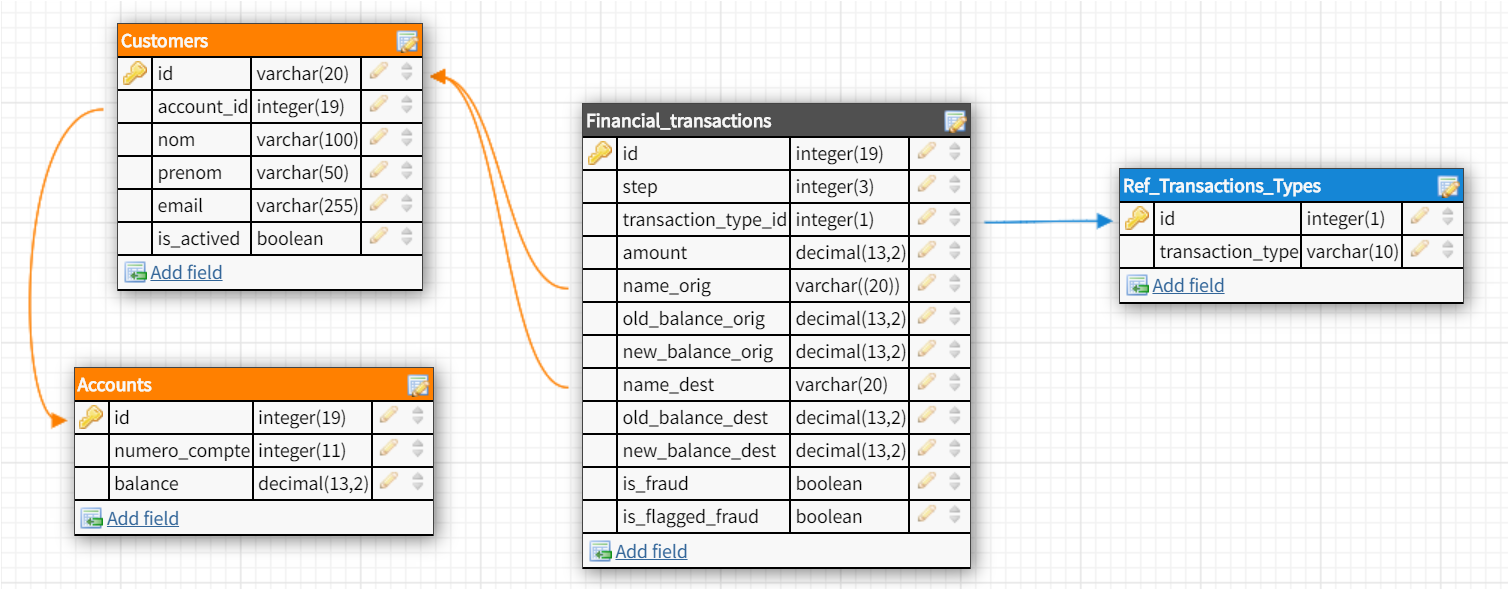 Customers
id varchar(20)
account_id integer(19)
nom varchar(100)
prenom varchar(50)
email varchar(255)
is_actived boolean
Add field
Accounts
id integer(19)
numero_compte integer(11)
balance decimal(13,2)
Add field
Financial_transactions
id integer(19)
step integer(3)
transaction_type_id integer(1)
amount decimal(13,2)
name_orig varchar((20))
old_balance_orig decimal(13,2)
new_balance_orig decimal(13,2)
name_dest varchar(20)
old_balance_dest decimal(13,2)
new_balance_dest decimal(13,2)
is_fraud boolean
is_flagged_fraud boolean
Add field
Ref_Transactions_Types
id integer(1)
transaction_type varchar(10)
Add field